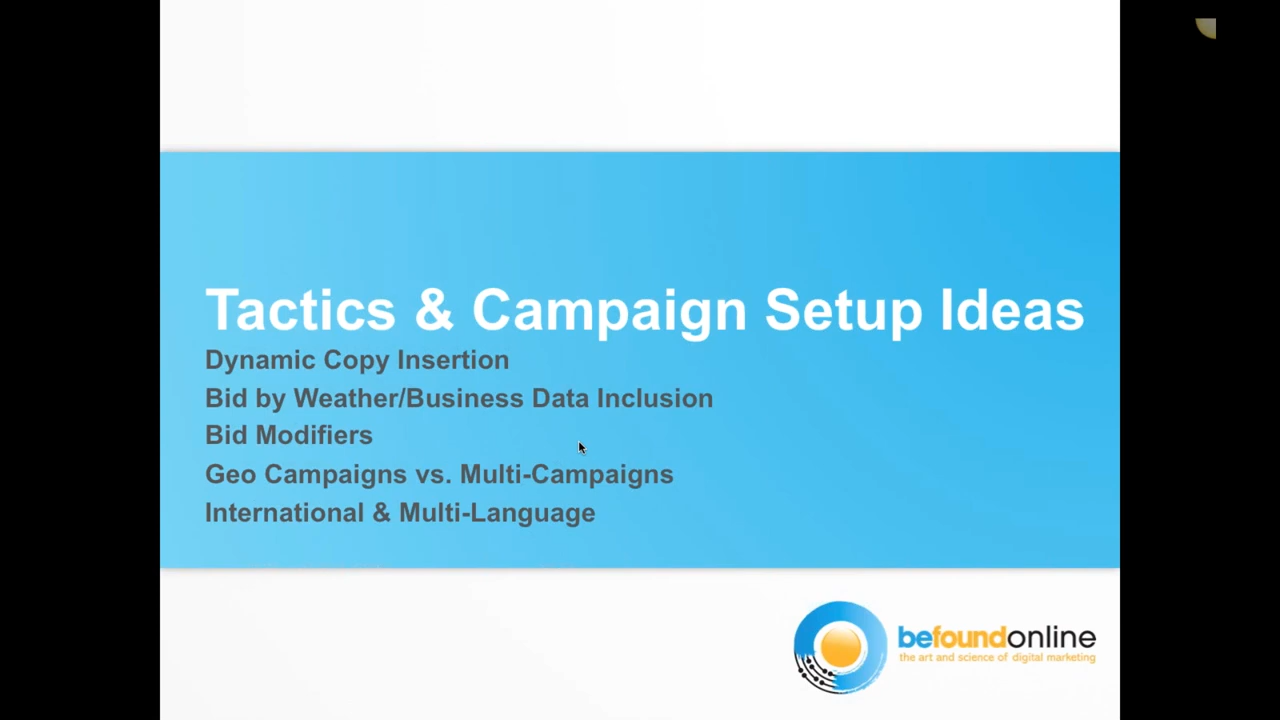 Tactics & Campaign Setup Ideas
Dynamic Copy Insertion
Bid by Weather/Business Data Inclusion
Bid Modifiers
Geo Campaigns vs. Multi-Campaigns
International & Multi-Language
befoundonline
the art and science of digital marketing